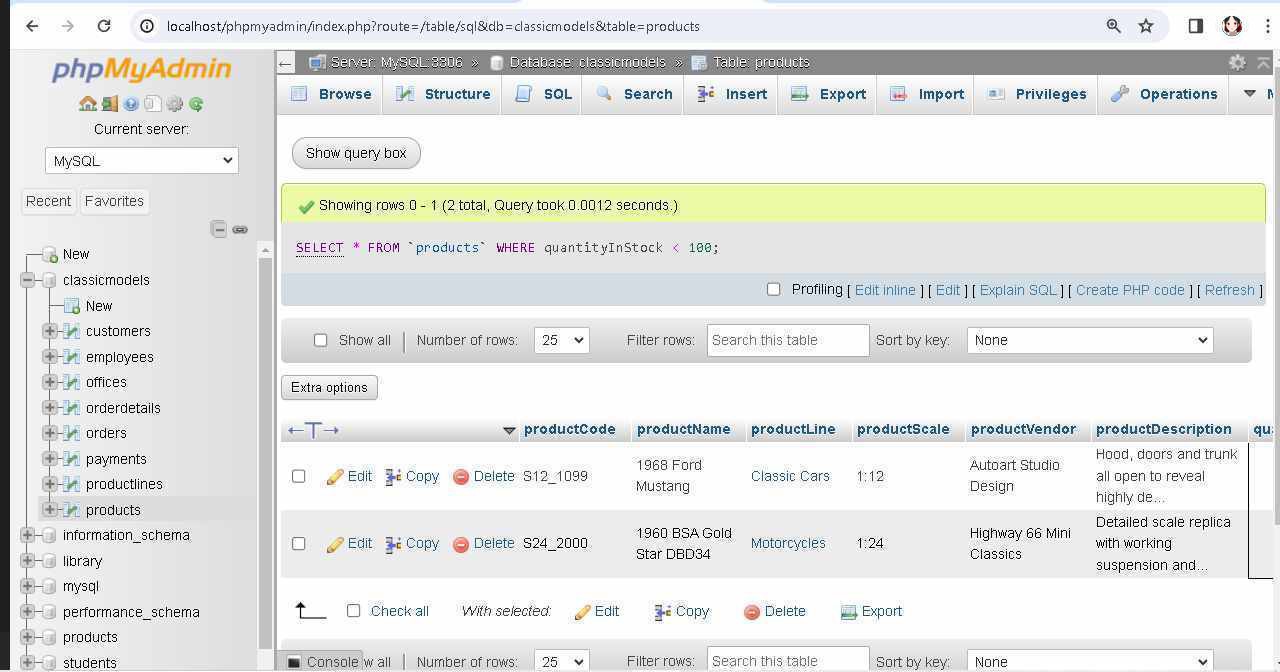 localhost/phpmyadmin/index.php?route=/table/sql&db=classicmodels&table=products
phpMyAdmin
Current server:
MySQL
Recent Favorites
New
classicmodels
New
customers
employees
offices
orderdetails
orders
payments
productlines
products
information_schema
library
mysql
performance_schema
products
students
Server: MySQL:3306 » Database: classicmodels » Table: products
Browse Structure SQL Search Insert Export Import Privileges Operations
Show query box
Showing rows 0 - 1 (2 total, Query took 0.0012 seconds.)
SELECT * FROM `products` WHERE quantityInStock < 100;
Profiling [ Edit inline ] [ Edit ] [ Explain SQL ] [ Create PHP code ] [ Refresh ]
Show all | Number of rows: 25 Filter rows: Search this table Sort by key: None
Extra options
←T→ productCode productName productLine productScale productVendor productDescription qu
Edit Copy Delete S12_1099 1968 Ford Mustang Classic Cars 1:12 Autoart Studio Design Hood, doors and trunk all open to reveal highly de...
Edit Copy Delete S24_2000 1960 BSA Gold Star DBD34 Motorcycles 1:24 Highway 66 Mini Classics Detailed scale replica with working suspension and...
Check all With selected: Edit Copy Delete Export
Console w all | Number of rows: 25 Filter rows: Search this table Sort by key: None